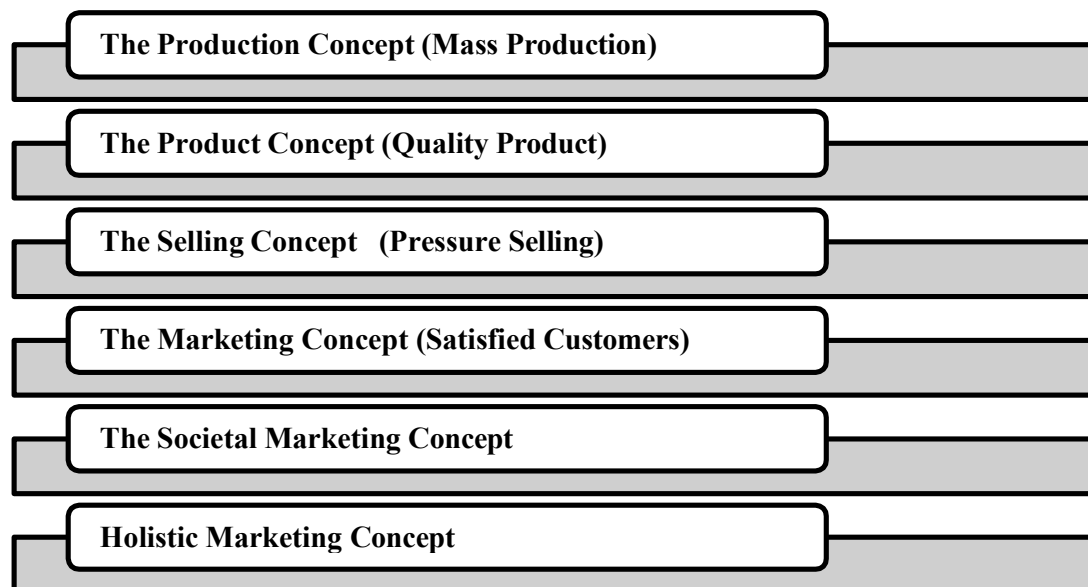 The Production Concept (Mass Production)
The Product Concept (Quality Product)
The Selling Concept   (Pressure Selling)
The Marketing Concept (Satisfied Customers)
The Societal Marketing Concept
Holistic Marketing Concept